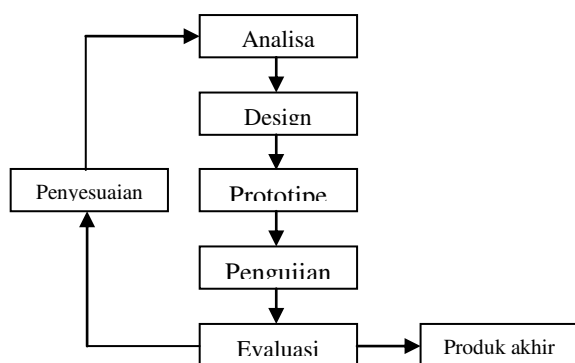 Analisa
Design
Penyesuaian
Prototipe
Pengujian
Evaluasi
Produk akhir